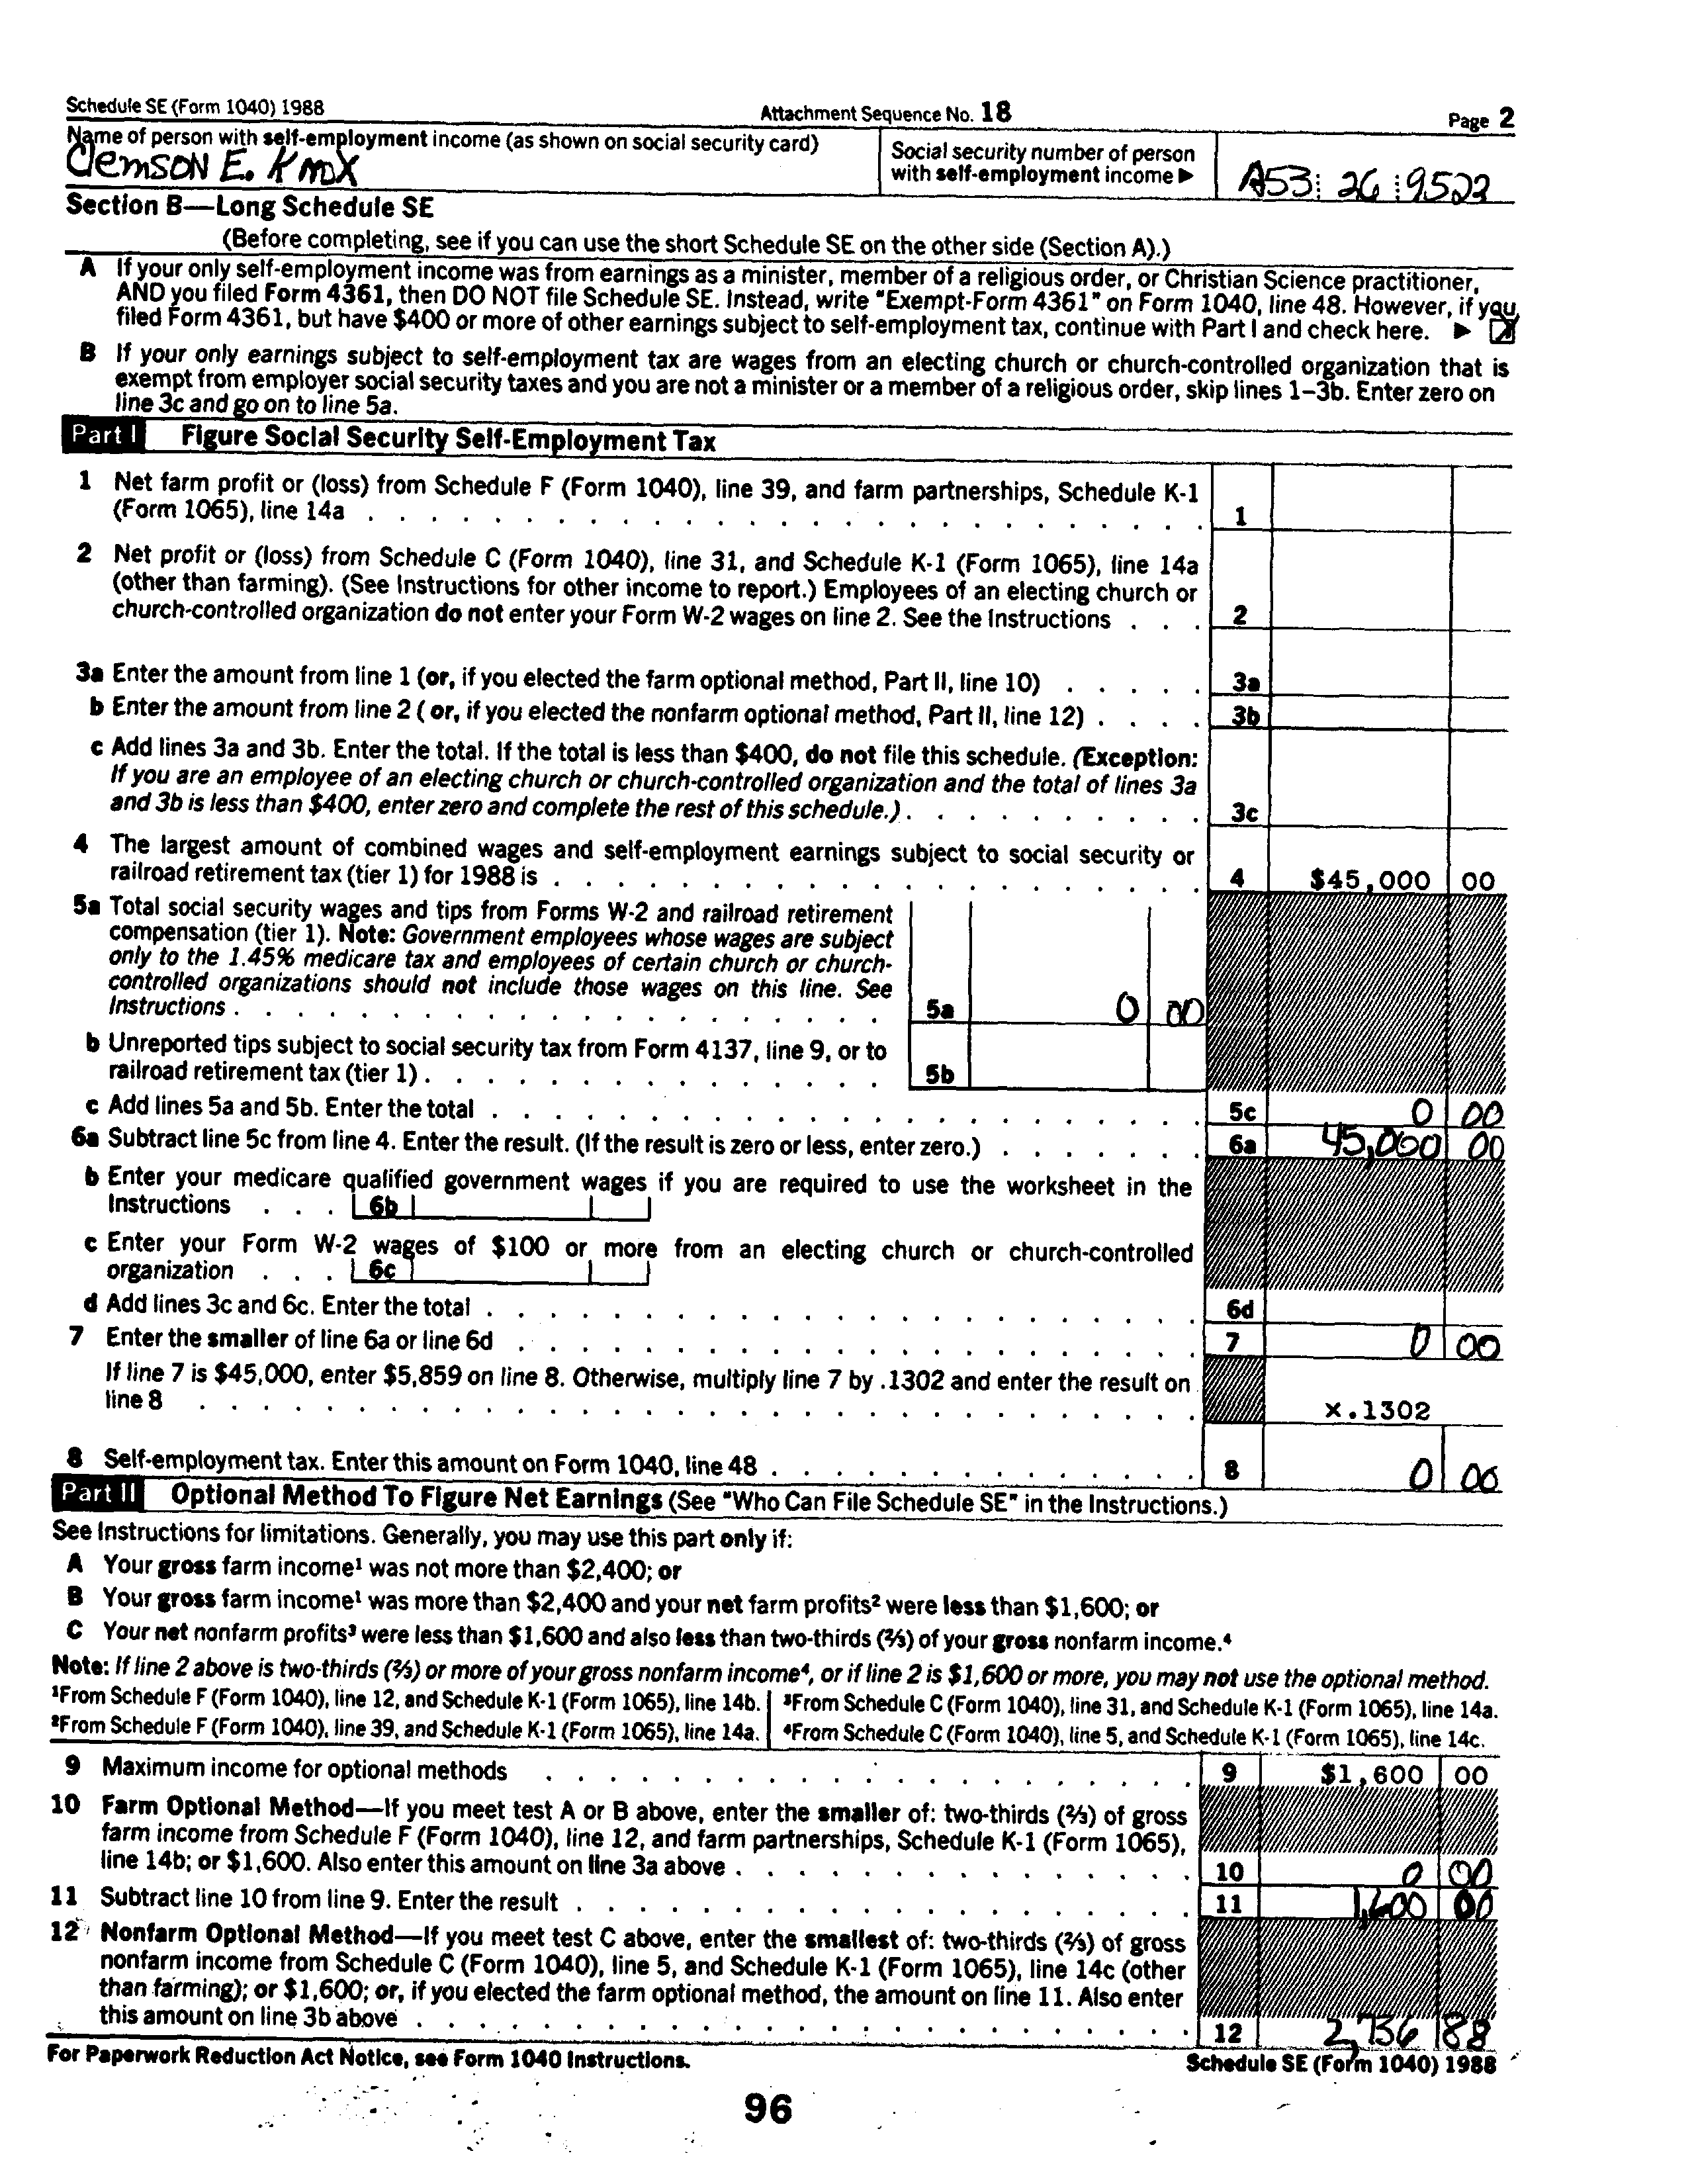 Schedule SE (Form 1040) 1988 Attachment Sequence No. 18 Page 2
Name of person with self-employment income (as shown on social security card)
Clemson E. Knox
Social security number of person
with self-employment income ▶ A53 26 9522
Section B—Long Schedule SE
(Before completing, see if you can use the short Schedule SE on the other side (Section A).)
A If your only self-employment income was from earnings as a minister, member of a religious order, or Christian Science practitioner,
AND you filed Form 4361, then DO NOT file Schedule SE. Instead, write "Exempt-Form 4361" on Form 1040, line 48. However, if you
filed Form 4361, but have $400 or more of other earnings subject to self-employment tax, continue with Part I and check here. ▶ ☒
B If your only earnings subject to self-employment tax are wages from an electing church or church-controlled organization that is
exempt from employer social security taxes and you are not a minister or a member of a religious order, skip lines 1–3b. Enter zero on
line 3c and go on to line 5a.
Part I Figure Social Security Self-Employment Tax
1 Net farm profit or (loss) from Schedule F (Form 1040), line 39, and farm partnerships, Schedule K-1
(Form 1065), line 14a . . . 1
2 Net profit or (loss) from Schedule C (Form 1040), line 31, and Schedule K-1 (Form 1065), line 14a
(other than farming). (See Instructions for other income to report.) Employees of an electing church or
church-controlled organization do not enter your Form W-2 wages on line 2. See the Instructions . . . 2
3a Enter the amount from line 1 (or, if you elected the farm optional method, Part II, line 10) . . . 3a
b Enter the amount from line 2 ( or, if you elected the nonfarm optional method, Part II, line 12) . . . 3b
c Add lines 3a and 3b. Enter the total. If the total is less than $400, do not file this schedule. (Exception:
If you are an employee of an electing church or church-controlled organization and the total of lines 3a
and 3b is less than $400, enter zero and complete the rest of this schedule.) . . . 3c
4 The largest amount of combined wages and self-employment earnings subject to social security or
railroad retirement tax (tier 1) for 1988 is . . . 4 $45,000 00
5a Total social security wages and tips from Forms W-2 and railroad retirement
compensation (tier 1). Note: Government employees whose wages are subject
only to the 1.45% medicare tax and employees of certain church or church-
controlled organizations should not include those wages on this line. See
Instructions . . . 5a 0 00
b Unreported tips subject to social security tax from Form 4137, line 9, or to
railroad retirement tax (tier 1) . . . 5b
c Add lines 5a and 5b. Enter the total . . . 5c 0 00
6a Subtract line 5c from line 4. Enter the result. (If the result is zero or less, enter zero.) . . . 6a 45,000 00
b Enter your medicare qualified government wages if you are required to use the worksheet in the
Instructions . . . 6b
c Enter your Form W-2 wages of $100 or more from an electing church or church-controlled
organization . . . 6c
d Add lines 3c and 6c. Enter the total . . . 6d
7 Enter the smaller of line 6a or line 6d . . . 7 0 00
If line 7 is $45,000, enter $5,859 on line 8. Otherwise, multiply line 7 by .1302 and enter the result on
line 8 . . . x.1302
8 Self-employment tax. Enter this amount on Form 1040, line 48 . . . 8 0 00
Part II Optional Method To Figure Net Earnings (See "Who Can File Schedule SE" in the Instructions.)
See Instructions for limitations. Generally, you may use this part only if:
A Your gross farm income¹ was not more than $2,400; or
B Your gross farm income¹ was more than $2,400 and your net farm profits² were less than $1,600; or
C Your net nonfarm profits³ were less than $1,600 and also less than two-thirds (⅔) of your gross nonfarm income.⁴
Note: If line 2 above is two-thirds (⅔) or more of your gross nonfarm income⁴, or if line 2 is $1,600 or more, you may not use the optional method.
¹From Schedule F (Form 1040), line 12, and Schedule K-1 (Form 1065), line 14b. ³From Schedule C (Form 1040), line 31, and Schedule K-1 (Form 1065), line 14a.
²From Schedule F (Form 1040), line 39, and Schedule K-1 (Form 1065), line 14a. ⁴From Schedule C (Form 1040), line 5, and Schedule K-1 (Form 1065), line 14c.
9 Maximum income for optional methods . . . 9 $1,600 00
10 Farm Optional Method—If you meet test A or B above, enter the smaller of: two-thirds (⅔) of gross
farm income from Schedule F (Form 1040), line 12, and farm partnerships, Schedule K-1 (Form 1065),
line 14b; or $1,600. Also enter this amount on line 3a above . . . 10 0 00
11 Subtract line 10 from line 9. Enter the result . . . 11 1,600 00
12 Nonfarm Optional Method—If you meet test C above, enter the smallest of: two-thirds (⅔) of gross
nonfarm income from Schedule C (Form 1040), line 5, and Schedule K-1 (Form 1065), line 14c (other
than farming); or $1,600; or, if you elected the farm optional method, the amount on line 11. Also enter
this amount on line 3b above . . . 12 2,736 88
For Paperwork Reduction Act Notice, see Form 1040 Instructions. Schedule SE (Form 1040) 1988
96